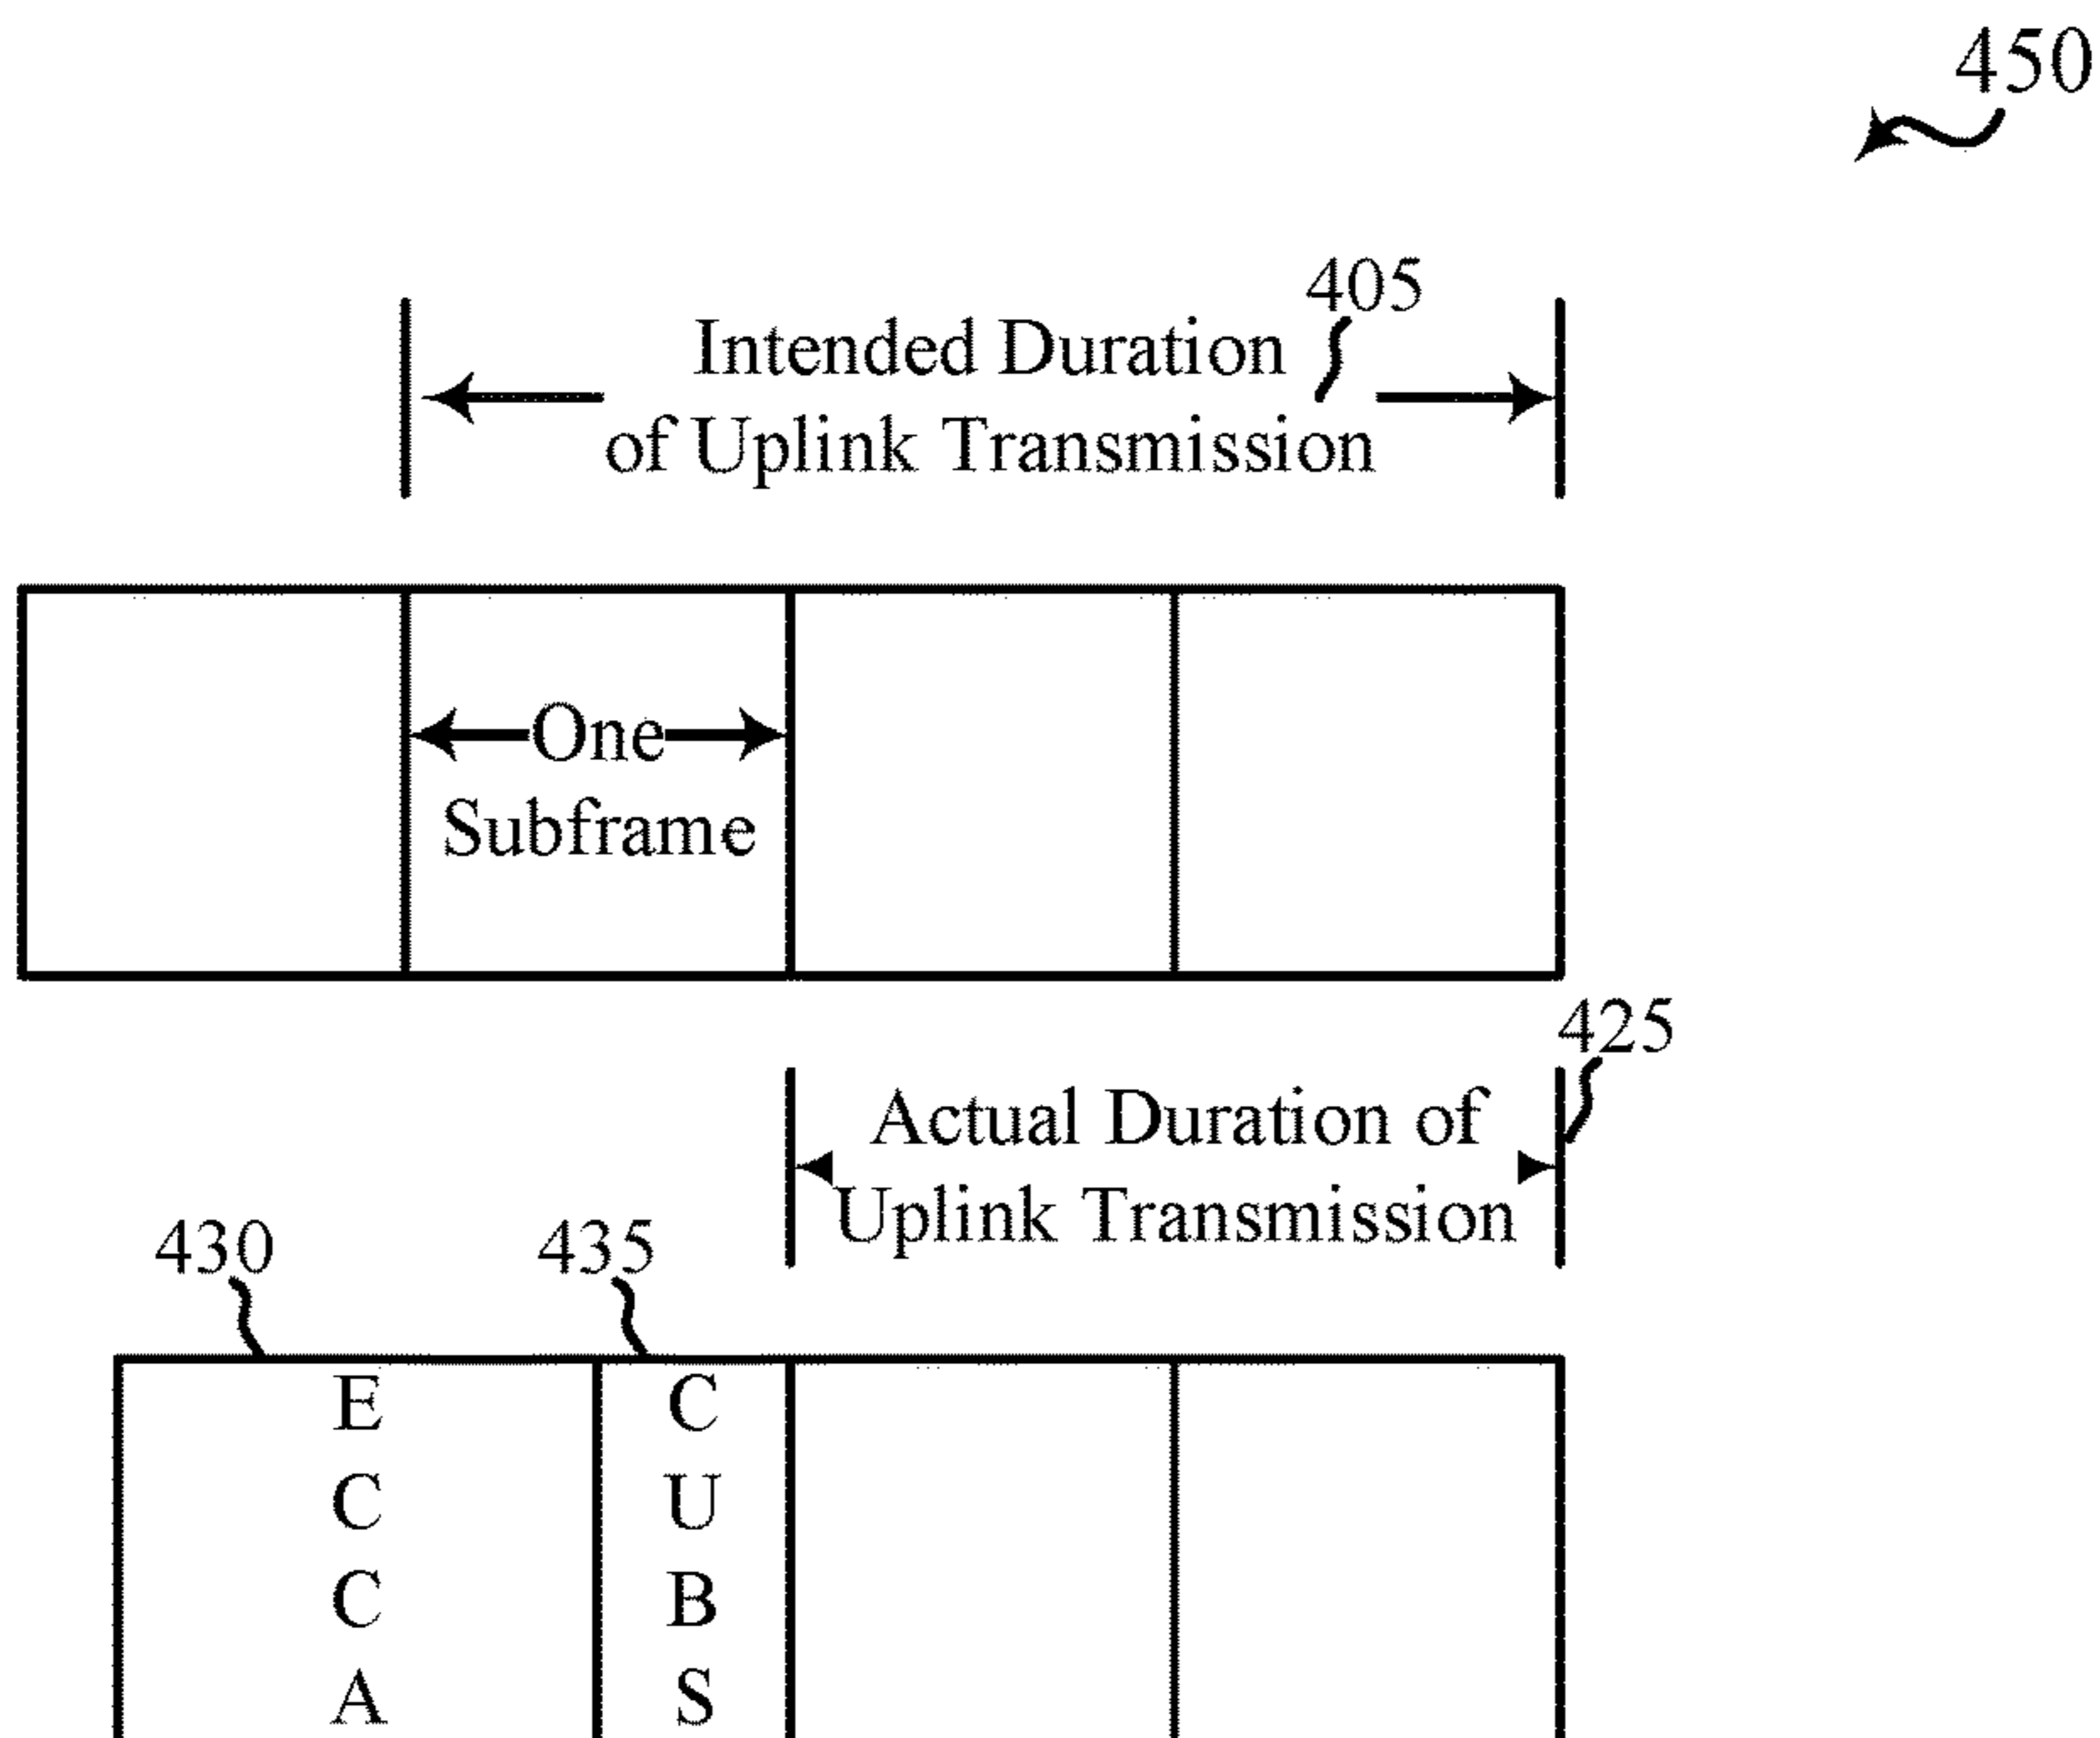 450
405
Intended Duration
of Uplink Transmission
One
Subframe
425
Actual Duration of
Uplink Transmission
430
435
E
C
C
A
C
U
B
S